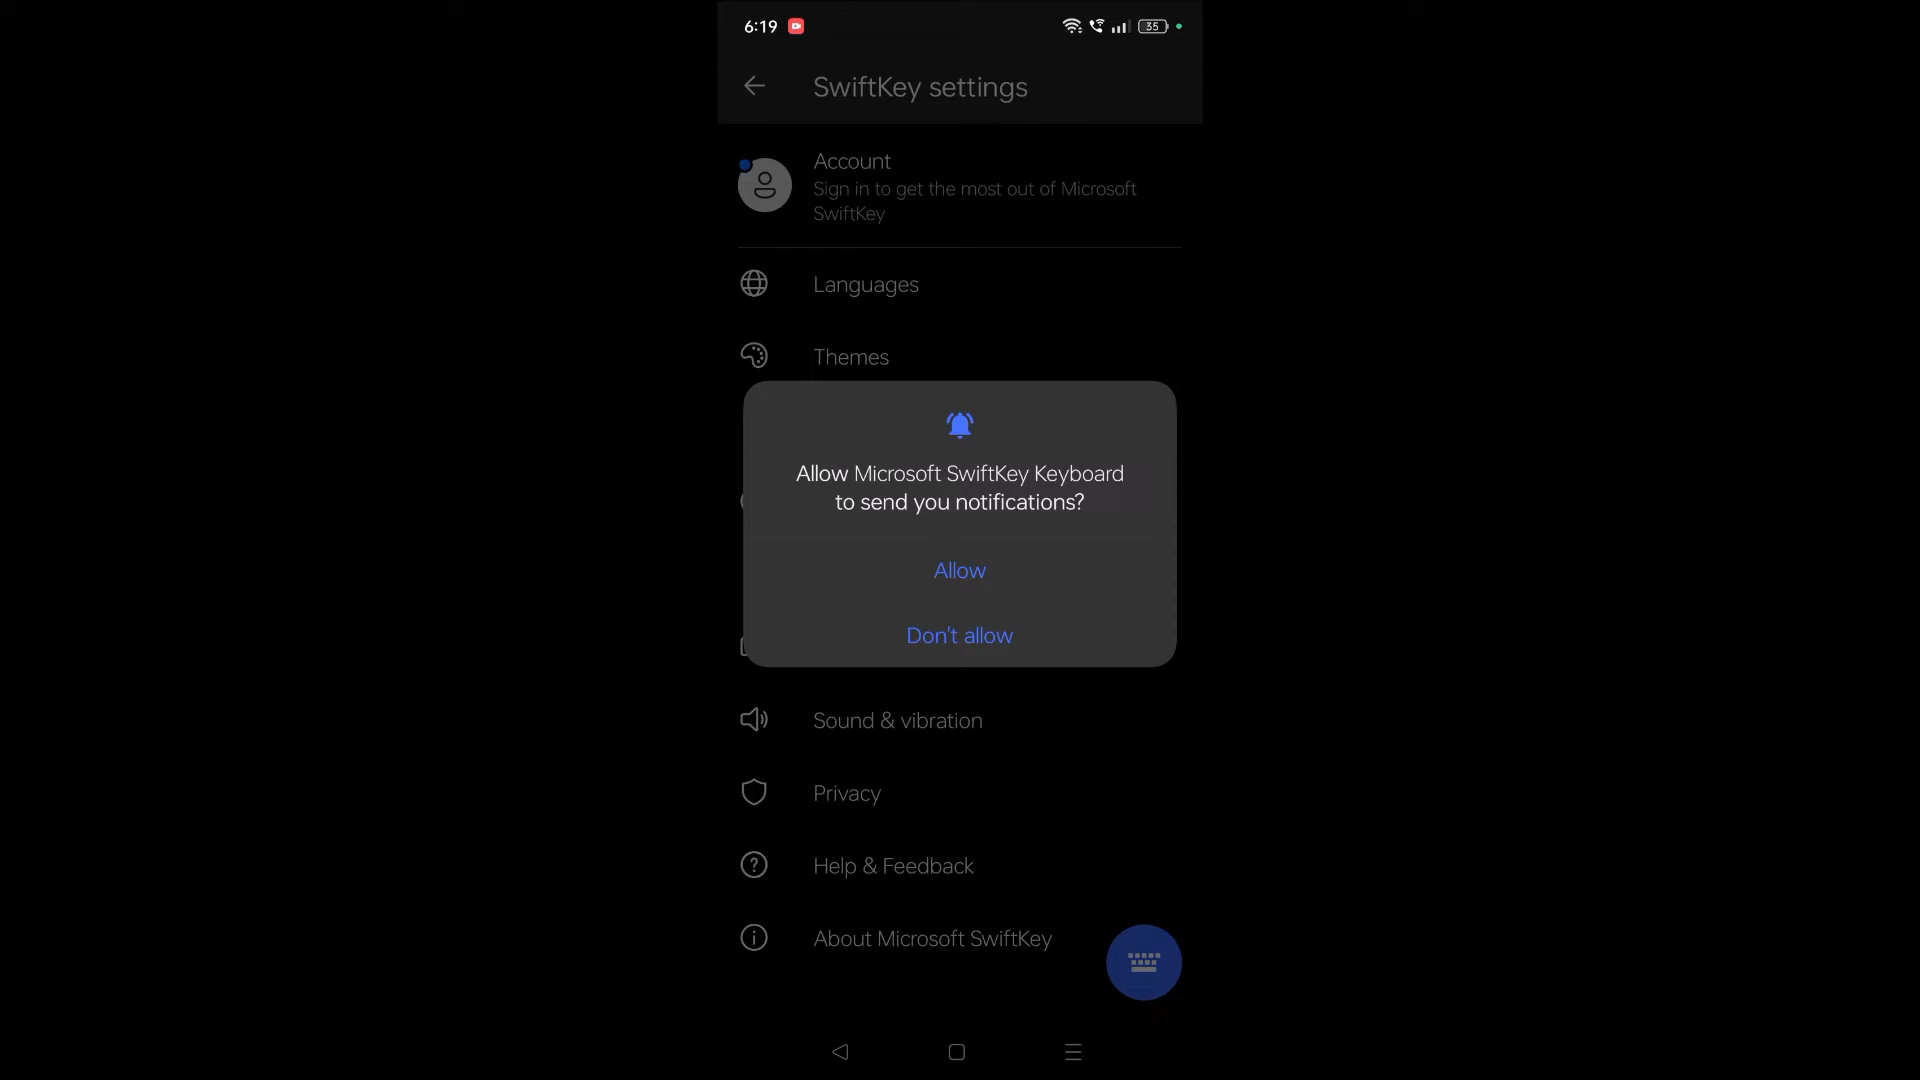 6:19
35
SwiftKey settings
Account
Sign in to get the most out of Microsoft
SwiftKey
Languages
Themes
Allow Microsoft SwiftKey Keyboard
to send you notifications?
Allow
Don't allow
Sound & vibration
Privacy
Help & Feedback
About Microsoft SwiftKey